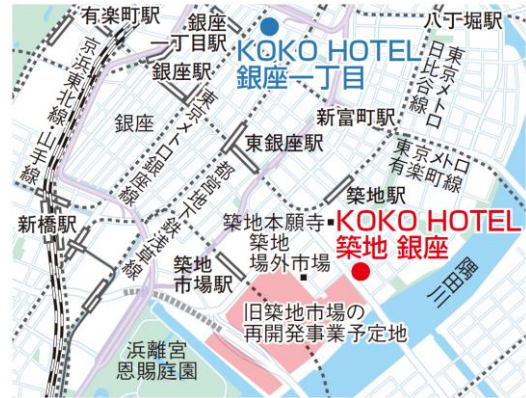 有楽町駅
銀座
一丁目駅
KOKO HOTEL
銀座一丁目
八丁堀駅
京浜東北線
山手線
銀座駅
東京メトロ銀座線
東京メトロ
日比谷線
銀座
新富町駅
東銀座駅
東京メトロ
有楽町線
都営地下鉄浅草線
築地駅
新橋駅
築地本願寺
KOKO HOTEL
築地 銀座
築地
場外市場
築地
市場駅
隅田川
旧築地市場の
再開発事業予定地
浜離宮
恩賜庭園